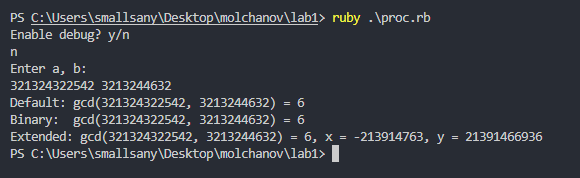 PS C:\Users\smallsany\Desktop\molchanov\lab1> ruby .\proc.rb
Enable debug? y/n
n
Enter a, b:
321324322542 3213244632
Default: gcd(321324322542, 3213244632) = 6
Binary:  gcd(321324322542, 3213244632) = 6
Extended: gcd(321324322542, 3213244632) = 6, x = -213914763, y = 21391466936
PS C:\Users\smallsany\Desktop\molchanov\lab1>